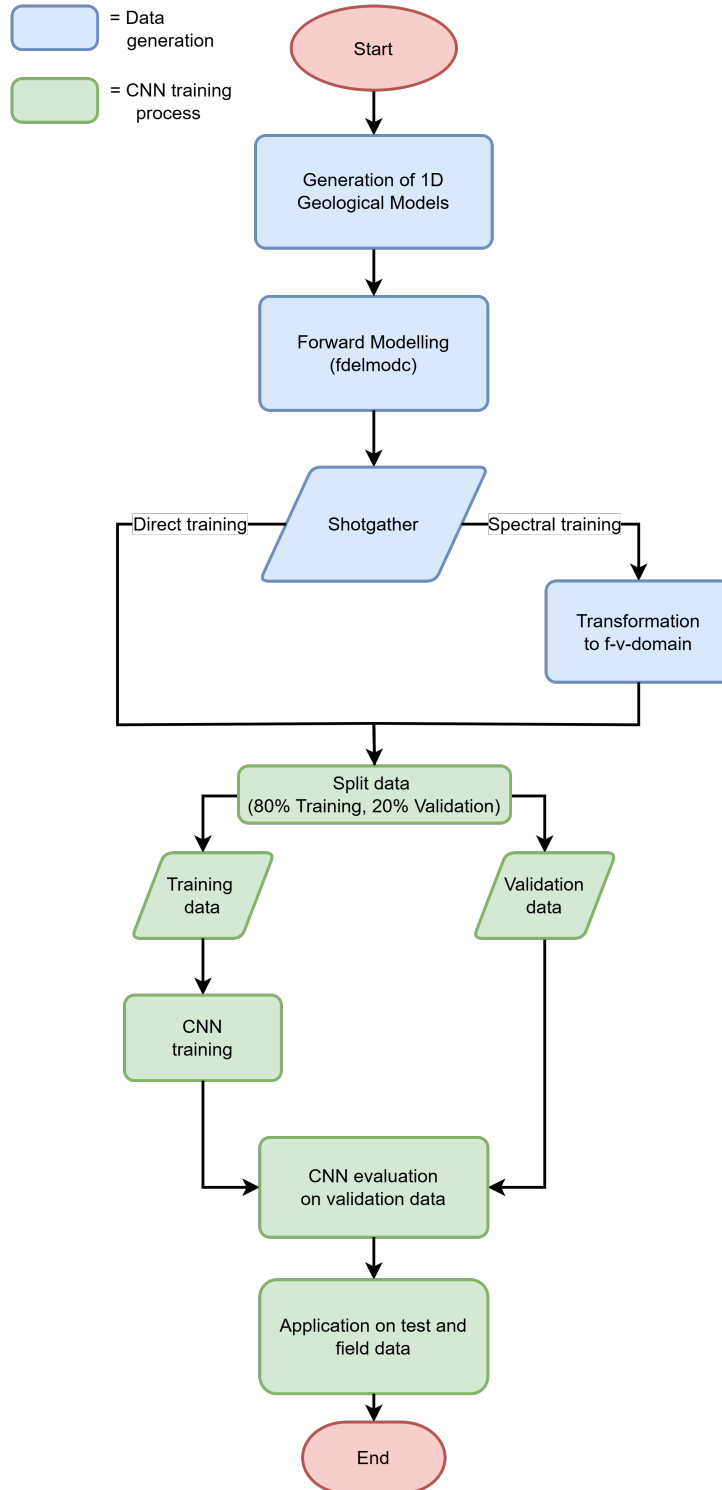 = Data
generation
= CNN training
process
Start
Generation of 1D
Geological Models
Forward Modelling
(fdelmodc)
Direct training
Shotgather
Spectral training
Transformation
to f-v-domain
Split data
(80% Training, 20% Validation)
Training
data
Validation
data
CNN
training
CNN evaluation
on validation data
Application on test and
field data
End